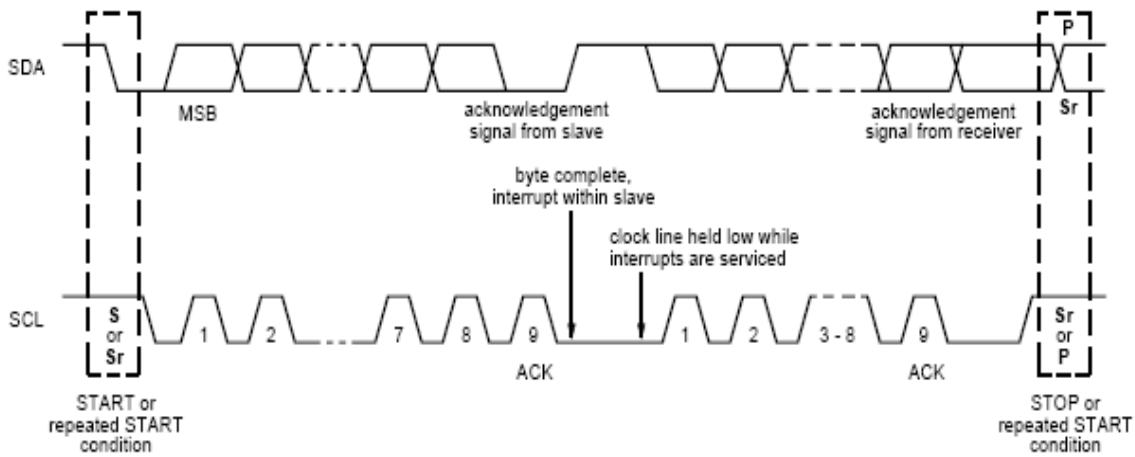 P
SDA
MSB
acknowledgement
signal from slave
acknowledgement
signal from receiver
Sr
byte complete,
interrupt within slave
clock line held low while
interrupts are serviced
SCL
S
or
Sr
1
2
7
8
9
1
2
3 - 8
9
Sr
or
P
ACK
ACK
START or
repeated START
condition
STOP or
repeated START
condition